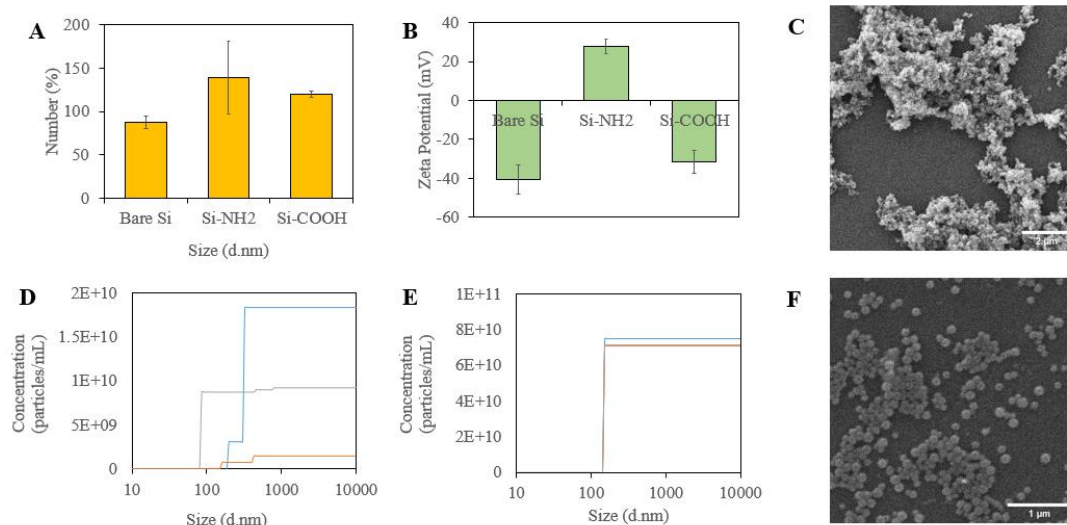 A
200
150
100
50
0
Number (%)
Bare Si Si-NH2 Si-COOH
Size (d.nm)
B
40
20
0
-20
-40
-60
Zeta Potential (mV)
Bare Si Si-NH2 Si-COOH
C
2 µm
D
2E+10
1.5E+10
1E+10
5E+09
0
Concentration
(particles/mL)
10 100 1000 10000
Size (d.nm)
E
1E+11
8E+10
6E+10
4E+10
2E+10
0
Concentration
(particles/mL)
10 100 1000 10000
Size (d.nm)
F
1 µm